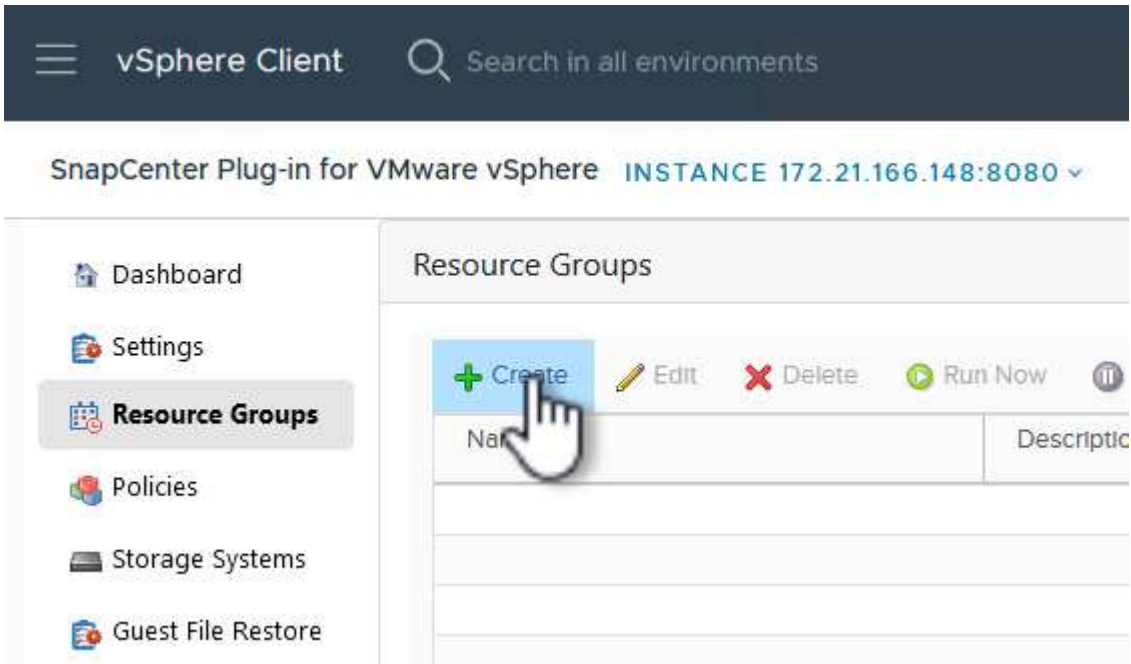 vSphere Client Search in all environments
SnapCenter Plug-in for VMware vSphere INSTANCE 172.21.166.148:8080
Dashboard
Settings
Resource Groups
Policies
Storage Systems
Guest File Restore
Resource Groups
Create Edit Delete Run Now